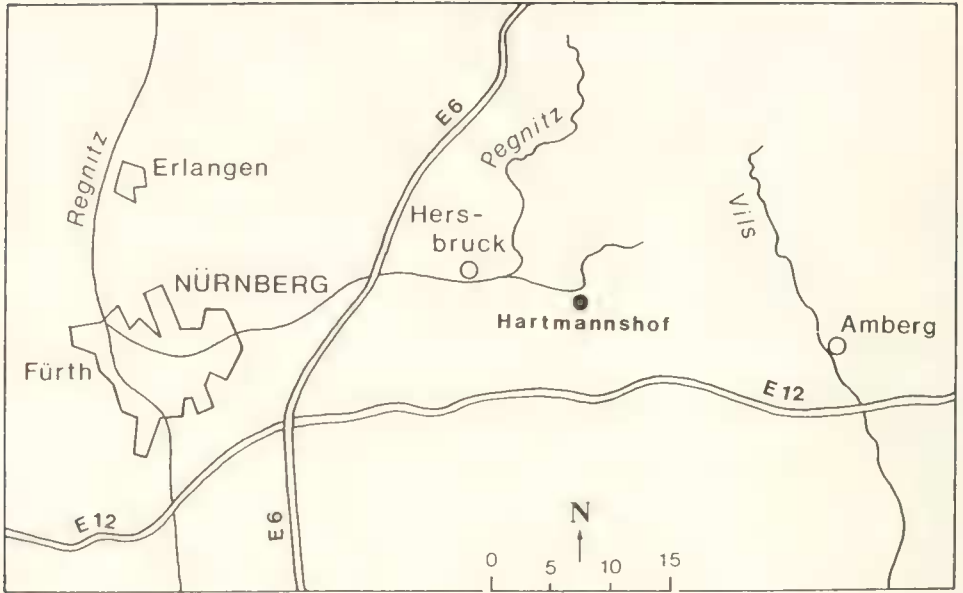 E6
Pegnitz
Regnitz
Erlangen
Hers-
bruck
Vils
NÜRNBERG
Hartmannshof
Amberg
Fürth
E12
E12
E6
N
0 5 10 15